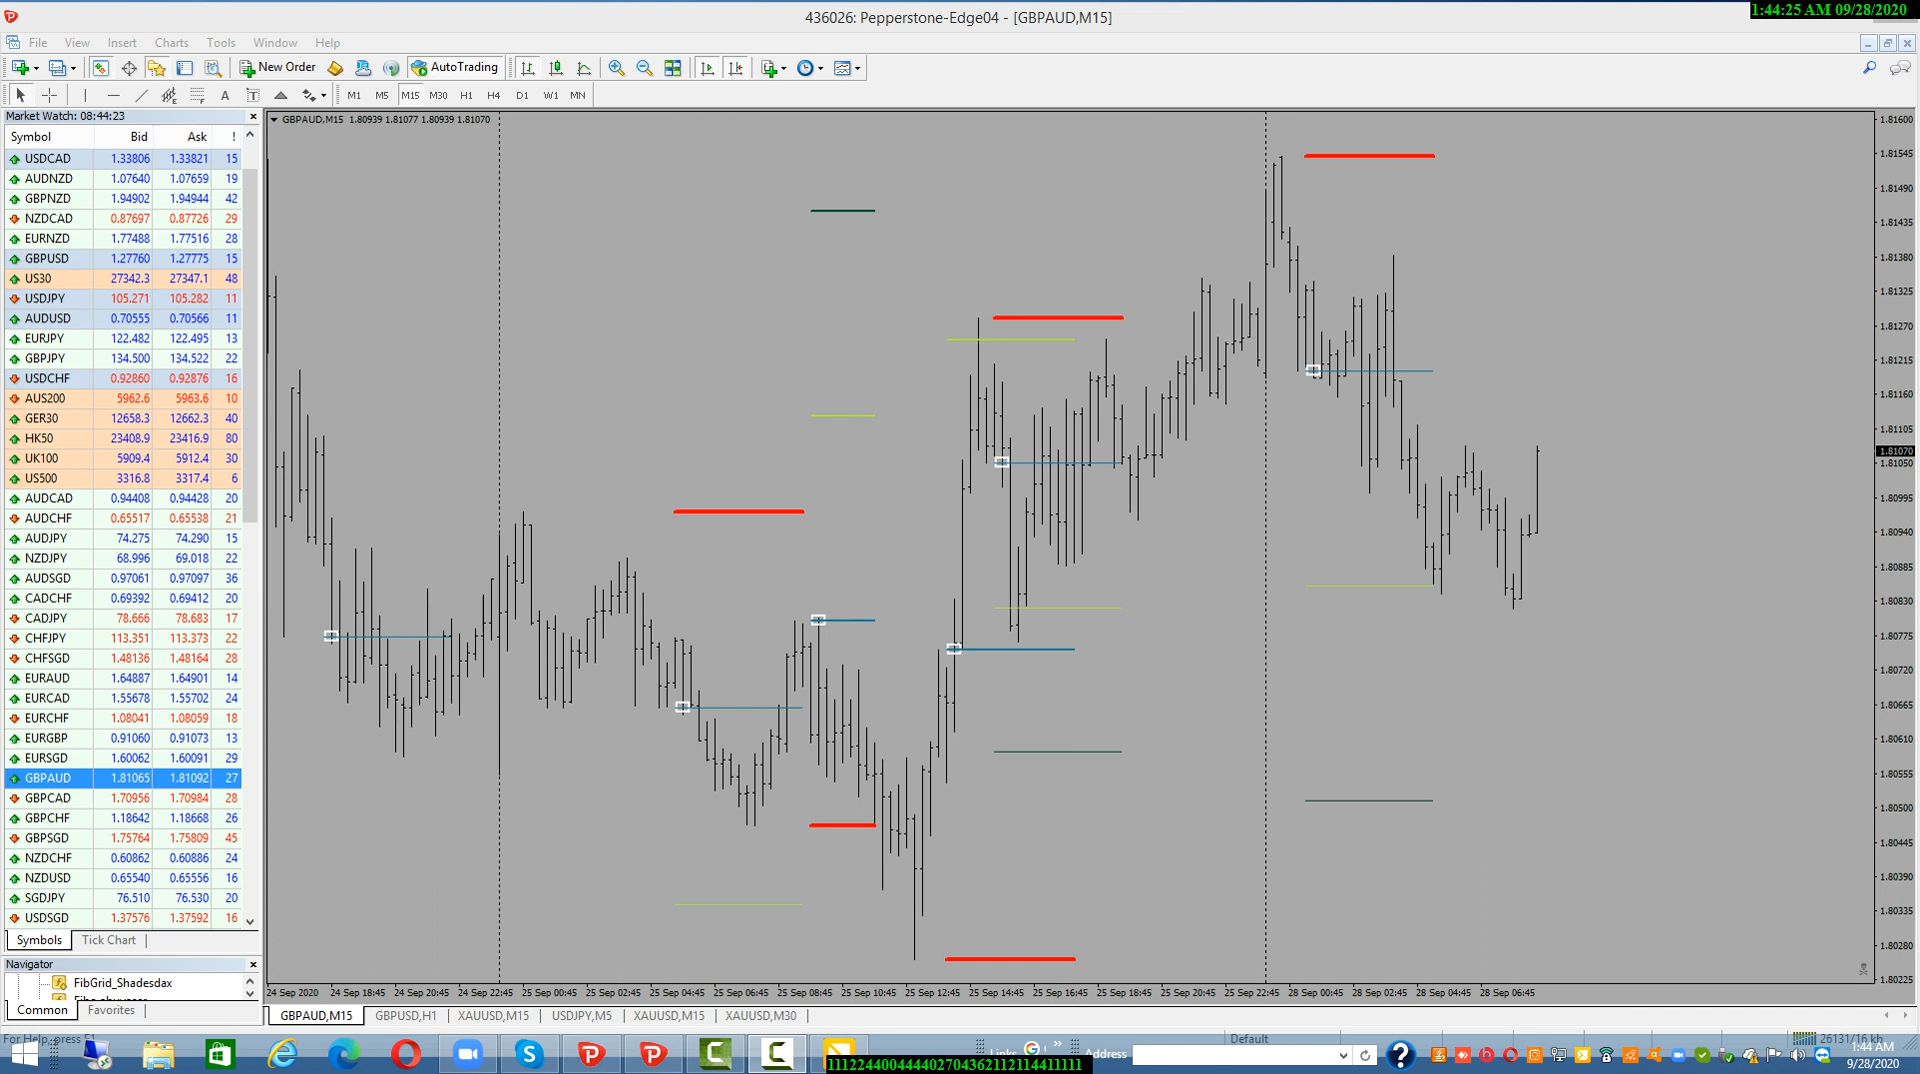 436026: Pepperstone-Edge04 - [GBPAUD,M15]
1:44:25 AM 09/28/2020
File View Insert Charts Tools Window Help
New Order AutoTrading
M1 M5 M15 M30 H1 H4 D1 W1 MN
Market Watch: 08:44:23
Symbol Bid Ask !
USDCAD 1.33806 1.33821 15
AUDNZD 1.07640 1.07659 19
GBPNZD 1.94902 1.94944 42
NZDCAD 0.87697 0.87726 29
EURNZD 1.77488 1.77516 28
GBPUSD 1.27760 1.27775 15
US30 27342.3 27347.1 48
USDJPY 105.271 105.282 11
AUDUSD 0.70555 0.70566 11
EURJPY 122.482 122.495 13
GBPJPY 134.500 134.522 22
USDCHF 0.92860 0.92876 16
AUS200 5962.6 5963.6 10
GER30 12658.3 12662.3 40
HK50 23408.9 23416.9 80
UK100 5909.4 5912.4 30
US500 3316.8 3317.4 6
AUDCAD 0.94408 0.94428 20
AUDCHF 0.65517 0.65538 21
AUDJPY 74.275 74.290 15
NZDJPY 68.996 69.018 22
AUDSGD 0.97061 0.97097 36
CADCHF 0.69392 0.69412 20
CADJPY 78.666 78.683 17
CHFJPY 113.351 113.373 22
CHFSGD 1.48136 1.48164 28
EURAUD 1.64887 1.64901 14
EURCAD 1.55678 1.55702 24
EURCHF 1.08041 1.08059 18
EURGBP 0.91060 0.91073 13
EURSGD 1.60062 1.60091 29
GBPAUD 1.81065 1.81092 27
GBPCAD 1.70956 1.70984 28
GBPCHF 1.18642 1.18668 26
GBPSGD 1.75764 1.75809 45
NZDCHF 0.60862 0.60886 24
NZDUSD 0.65540 0.65556 16
SGDJPY 76.510 76.530 20
USDSGD 1.37576 1.37592 16
Symbols Tick Chart
Navigator
FibGrid_Shadesdax
Common Favorites
GBPAUD,M15 1.80939 1.81077 1.80939 1.81070
1.81600
1.81545
1.81490
1.81435
1.81380
1.81325
1.81270
1.81215
1.81160
1.81105
1.81070
1.81050
1.80995
1.80940
1.80885
1.80830
1.80775
1.80720
1.80665
1.80610
1.80555
1.80500
1.80445
1.80390
1.80335
1.80280
1.80225
24 Sep 2020 24 Sep 18:45 24 Sep 20:45 24 Sep 22:45 25 Sep 00:45 25 Sep 02:45 25 Sep 04:45 25 Sep 06:45 25 Sep 08:45 25 Sep 10:45 25 Sep 12:45 25 Sep 14:45 25 Sep 16:45 25 Sep 18:45 25 Sep 20:45 25 Sep 22:45 28 Sep 00:45 28 Sep 02:45 28 Sep 04:45 28 Sep 06:45
GBPAUD,M15 GBPUSD,H1 XAUUSD,M15 USDJPY,M5 XAUUSD,M15 XAUUSD,M30
For Help, press F1 Default 26131/16 kb
Links Address
1:44 AM
9/28/2020